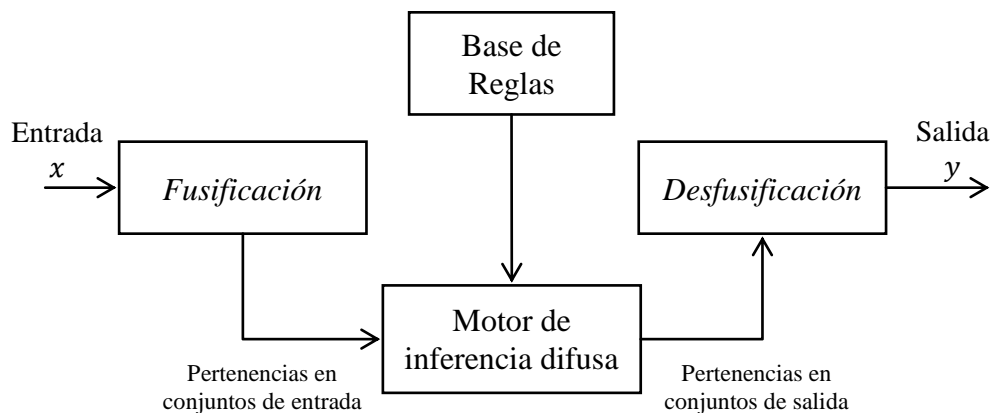 Base de
Reglas
Entrada
x
Fusificación
Salida
y
Desfusificación
Motor de
inferencia difusa
Pertenencias en
conjuntos de entrada
Pertenencias en
conjuntos de salida